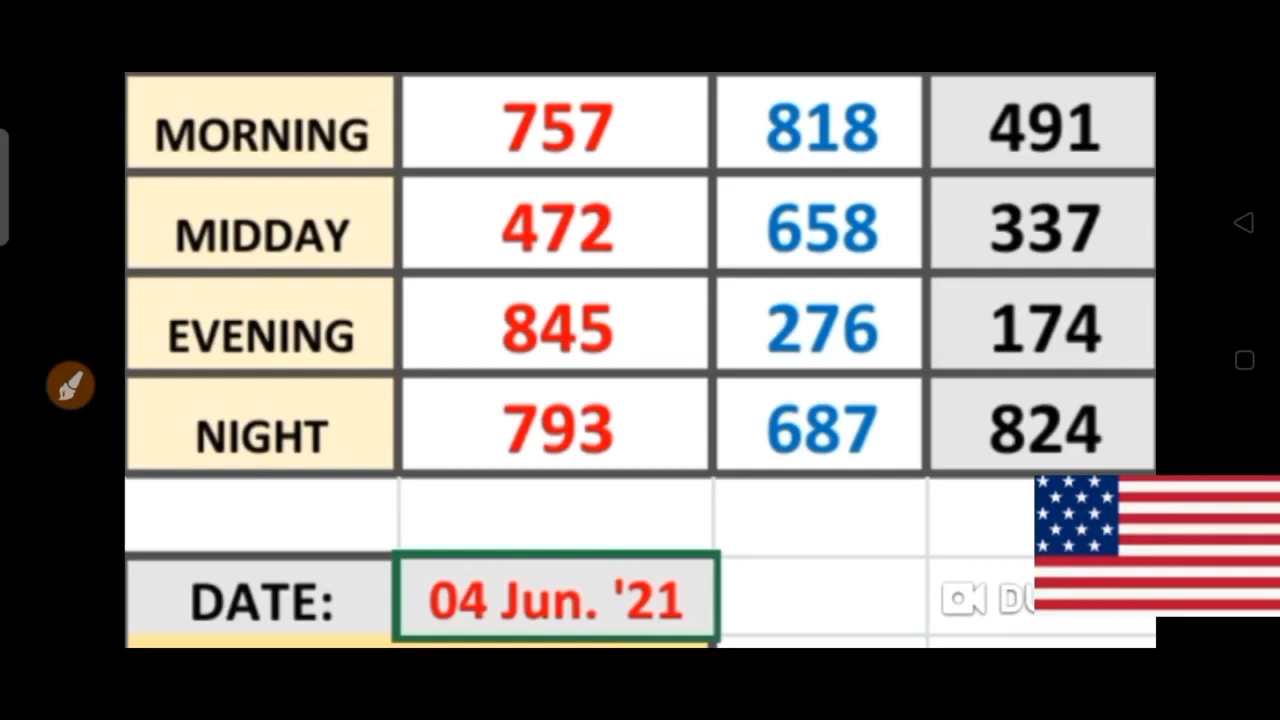 MORNING 757 818 491
MIDDAY 472 658 337
EVENING 845 276 174
NIGHT 793 687 824
DATE: 04 Jun. '21